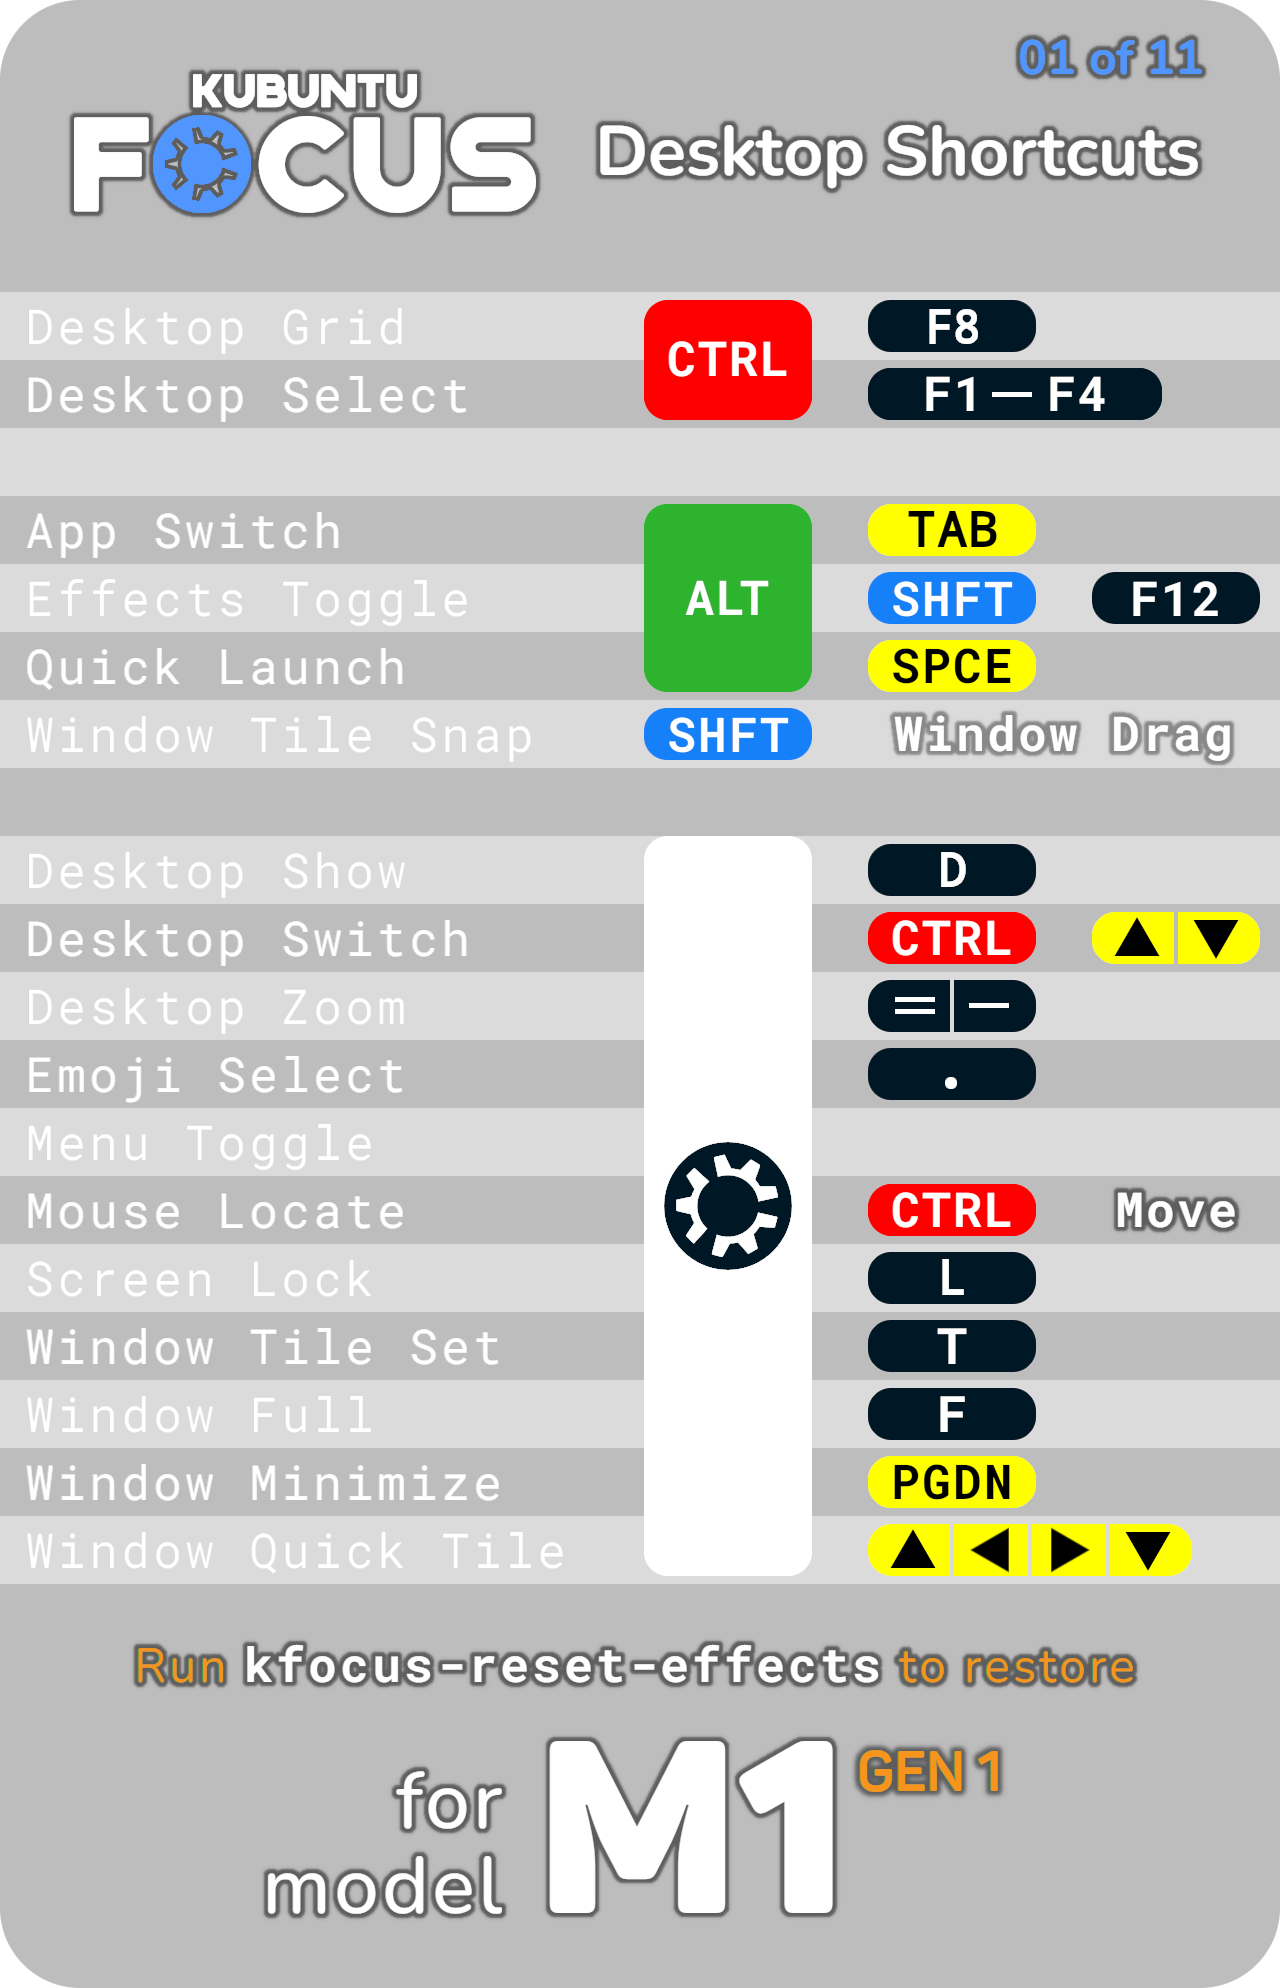 01 of 11
KUBUNTU
FOCUS
Desktop Shortcuts
Desktop Grid CTRL F8
Desktop Select F1 — F4
App Switch ALT TAB
Effects Toggle SHFT F12
Quick Launch SPCE
Window Tile Snap SHFT Window Drag
Desktop Show D
Desktop Switch CTRL ▲ ▼
Desktop Zoom = —
Emoji Select .
Menu Toggle
Mouse Locate CTRL Move
Screen Lock L
Window Tile Set T
Window Full F
Window Minimize PGDN
Window Quick Tile ▲ ◀ ▶ ▼
Run kfocus-reset-effects to restore
for model M1 GEN 1